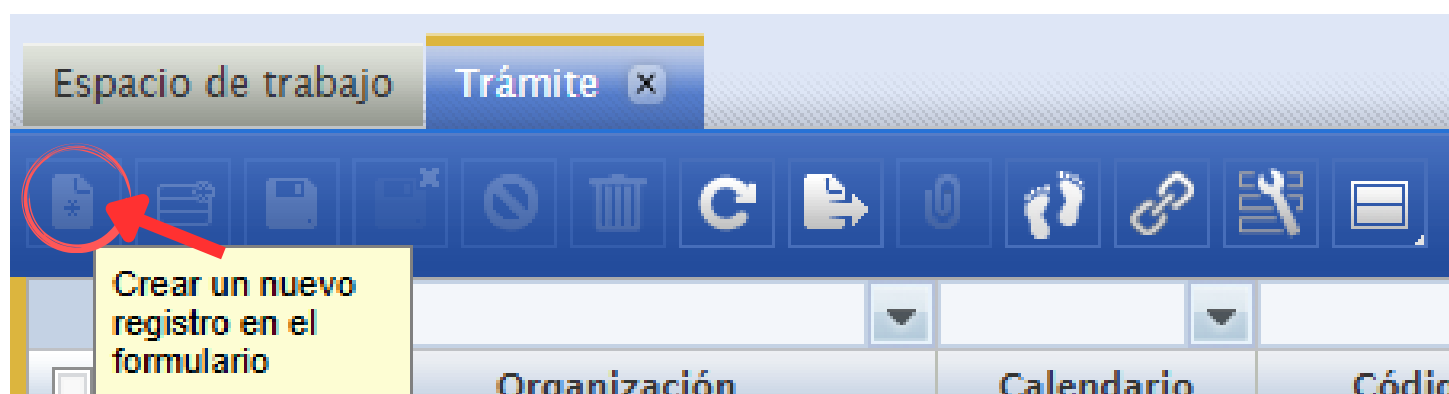 Espacio de trabajo Trámite
Crear un nuevo
registro en el
formulario
Organización Calendario